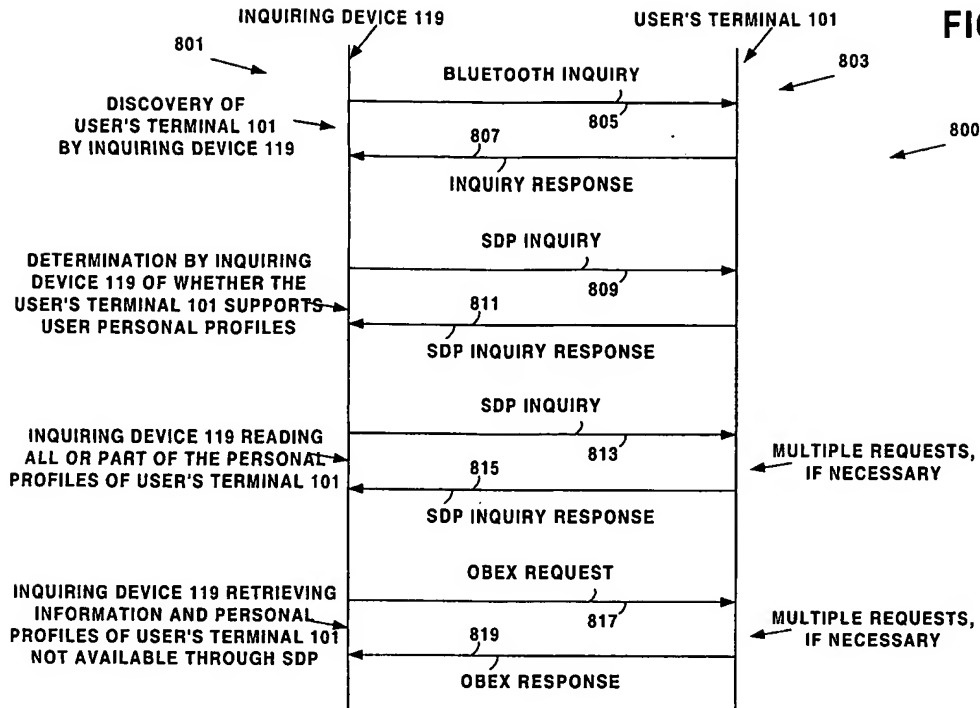 INQUIRING DEVICE 119
USER'S TERMINAL 101
FIG
801
BLUETOOTH INQUIRY
803
DISCOVERY OF
USER'S TERMINAL 101
BY INQUIRING DEVICE 119
805
807
800
INQUIRY RESPONSE
SDP INQUIRY
DETERMINATION BY INQUIRING
DEVICE 119 OF WHETHER THE
USER'S TERMINAL 101 SUPPORTS
USER PERSONAL PROFILES
809
811
SDP INQUIRY RESPONSE
SDP INQUIRY
INQUIRING DEVICE 119 READING
ALL OR PART OF THE PERSONAL
PROFILES OF USER'S TERMINAL 101
813
815
MULTIPLE REQUESTS,
IF NECESSARY
SDP INQUIRY RESPONSE
OBEX REQUEST
INQUIRING DEVICE 119 RETRIEVING
INFORMATION AND PERSONAL
PROFILES OF USER'S TERMINAL 101
NOT AVAILABLE THROUGH SDP
817
819
MULTIPLE REQUESTS,
IF NECESSARY
OBEX RESPONSE